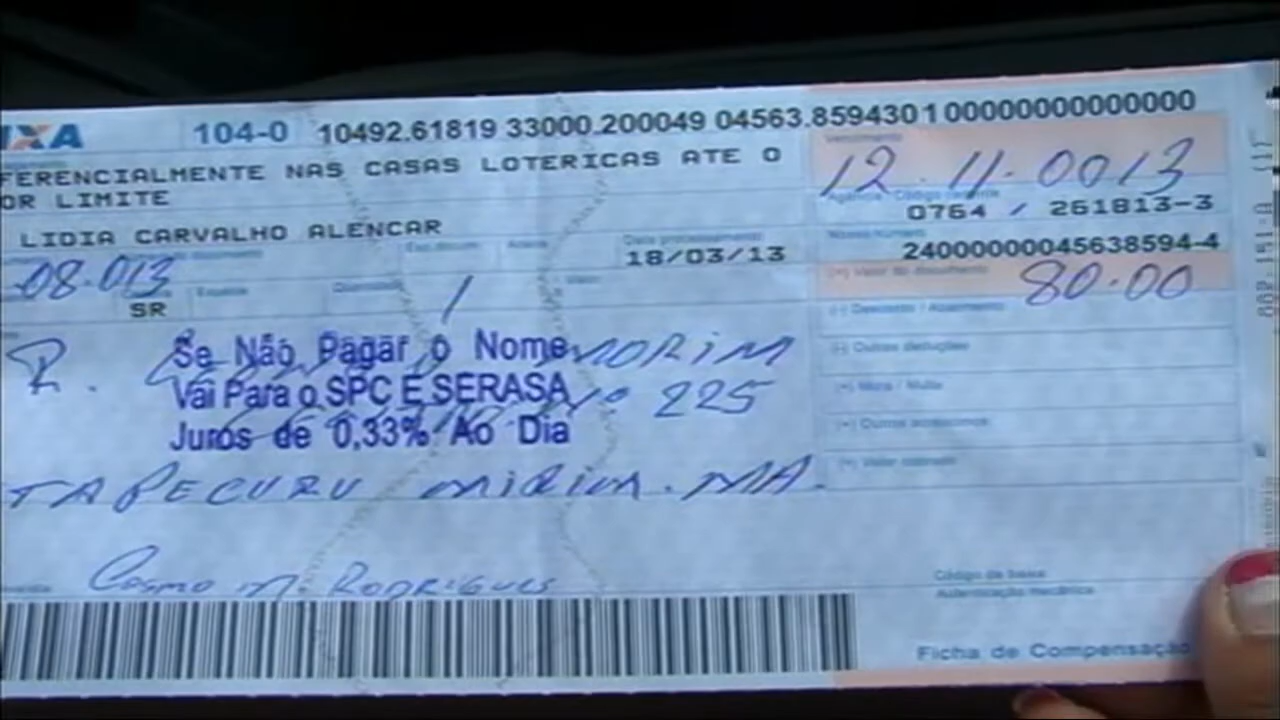 IXA 104-0 10492.61819 33000.200049 04563.859430 1 00000000000000
FERENCIALMENTE NAS CASAS LOTERICAS ATE O
OR LIMITE
Vencimento
12.11.0013
Agência / Código cedente
0764 / 261813-3
LIDIA CARVALHO ALENCAR
Data processamento
18/03/13
Nosso número
24000000045638594-4
08.013
SR
(=) Valor do documento
80.00
(-) Desconto / Abatimento
R. AMORIM
Se Não Pagar o Nome
(-) Outras deduções
Vai Para o SPC E SERASA
Nº 225
(+) Mora / Multa
Juros de 0,33% Ao Dia
(+) Outros acréscimos
(=) Valor cobrado
TAPECURU MIRIM. MA.
Cosmo M. Rodrigues
Código de baixa
Autenticação mecânica
Ficha de Compensação